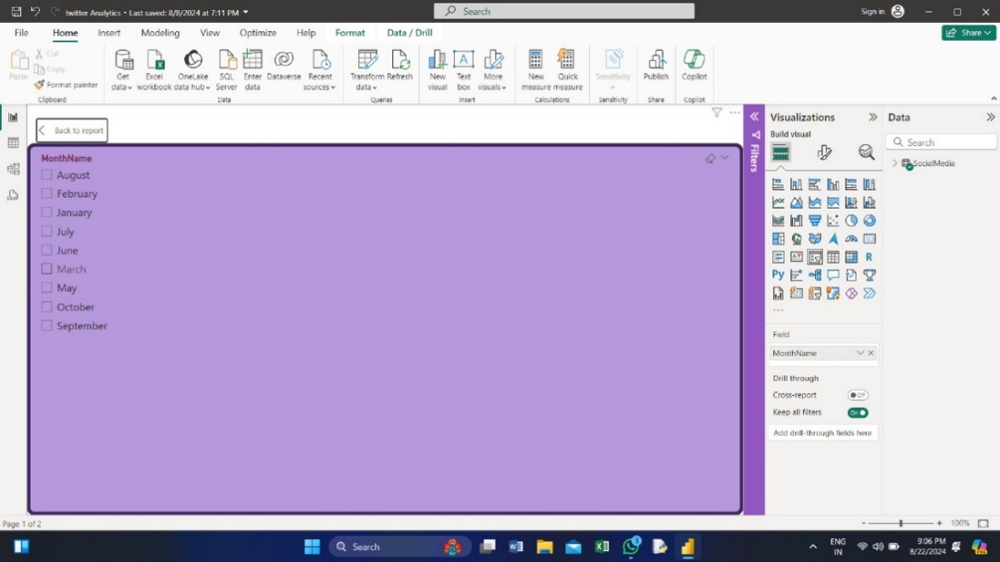 twitter Analytics • Last saved: 8/8/2024 at 7:11 PM
Search
Sign in
File Home Insert Modeling View Optimize Help Format Data / Drill
Share
Paste
Cut
Copy
Format painter
Clipboard
Get data
Excel workbook
OneLake data hub
SQL Server
Enter data
Dataverse
Recent sources
Data
Transform data
Refresh
Queries
New visual
Text box
More visuals
Insert
New measure
Quick measure
Calculations
Sensitivity
Sensitivity
Publish
Share
Copilot
Copilot
Back to report
MonthName
August
February
January
July
June
March
May
October
September
Filters
Visualizations
Build visual
R
Py
...
Field
MonthName
Drill through
Cross-report
Off
Keep all filters
On
Add drill-through fields here
Data
Search
SocialMedia
Page 1 of 2
100%
Search
3
ENG
IN
9:06 PM
8/22/2024